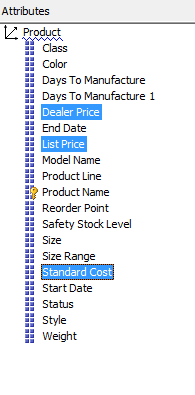 Attributes
Product
Class
Color
Days To Manufacture
Days To Manufacture 1
Dealer Price
End Date
List Price
Model Name
Product Line
Product Name
Reorder Point
Safety Stock Level
Size
Size Range
Standard Cost
Start Date
Status
Style
Weight